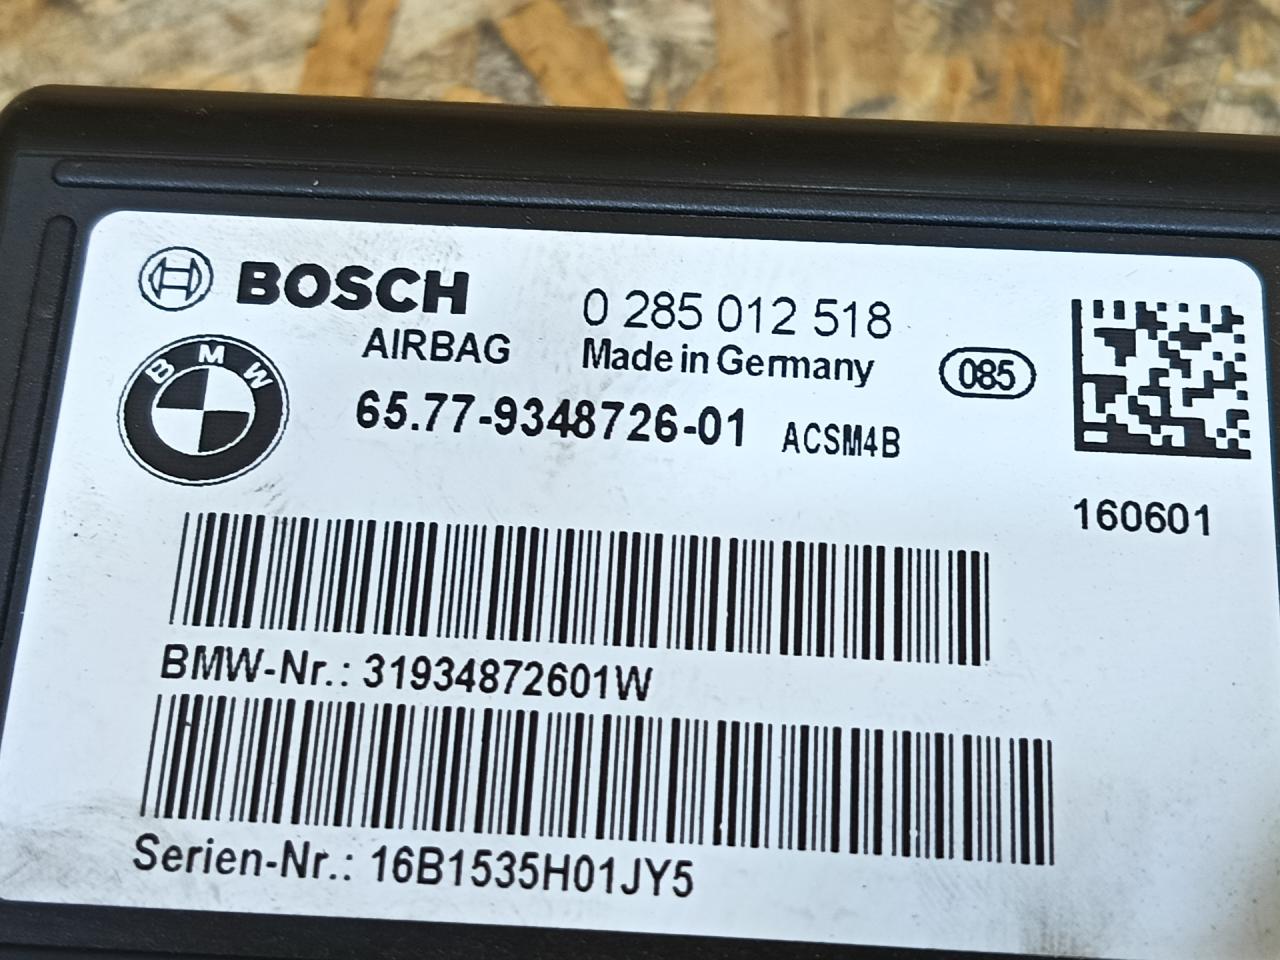 BOSCH
0 285 012 518
AIRBAG
Made in Germany
085
BMW
65.77-9348726-01 ACSM4B
160601
BMW-Nr.: 31934872601W
Serien-Nr.: 16B1535H01JY5